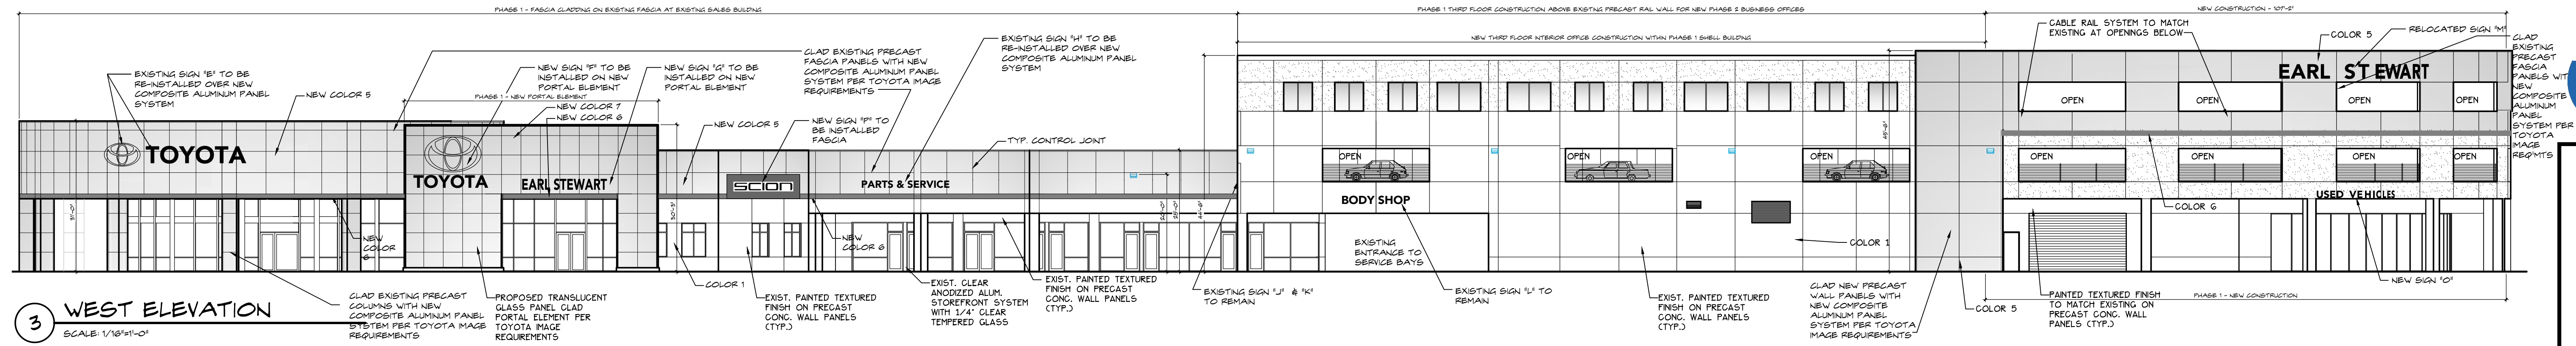 PHASE 1 - FASCIA CLADDING ON EXISTING FASCIA AT EXISTING SALES BUILDING
PHASE 1 THIRD FLOOR CONSTRUCTION ABOVE EXISTING PRECAST RAIL WALL FOR NEW PHASE 2 BUSINESS OFFICES
NEW CONSTRUCTION - 107'-2"
NEW THIRD FLOOR INTERIOR OFFICE CONSTRUCTION WITHIN PHASE 1 SHELL BUILDING
EXISTING SIGN "E" TO BE
RE-INSTALLED OVER NEW
COMPOSITE ALUMINUM PANEL
SYSTEM
NEW COLOR 5
PHASE 1 - NEW PORTAL ELEMENT
NEW SIGN "F" TO BE
INSTALLED ON NEW
PORTAL ELEMENT
NEW SIGN "G" TO BE
INSTALLED ON NEW
PORTAL ELEMENT
NEW COLOR 7
NEW COLOR 6
CLAD EXISTING PRECAST
FASCIA PANELS WITH NEW
COMPOSITE ALUMINUM PANEL
SYSTEM PER TOYOTA IMAGE
REQUIREMENTS
EXISTING SIGN "H" TO BE
RE-INSTALLED OVER NEW
COMPOSITE ALUMINUM PANEL
SYSTEM
NEW COLOR 5
NEW SIGN "P" TO
BE INSTALLED
FASCIA
TYP. CONTROL JOINT
CABLE RAIL SYSTEM TO MATCH
EXISTING AT OPENINGS BELOW
COLOR 5
RELOCATED SIGN "M"
CLAD
EXISTING
PRECAST
FASCIA
PANELS WIT
NEW
COMPOSITE
ALUMINUM
PANEL
SYSTEM PER
TOYOTA
IMAGE
REQ'MTS
TOYOTA
TOYOTA
EARL STEWART
SCION
PARTS & SERVICE
OPEN
OPEN
OPEN
BODY SHOP
EARL ST EWART
OPEN
OPEN
OPEN
OPEN
OPEN
OPEN
OPEN
OPEN
USED VEHICLES
31'-0"
30'-3"
45'-8"
NEW
COLOR
6
NEW
COLOR 6
EXISTING
ENTRANCE TO
SERVICE BAYS
COLOR 1
COLOR 6
COLOR 1
3
WEST ELEVATION
SCALE: 1/16"=1'-0"
CLAD EXISTING PRECAST
COLUMNS WITH NEW
COMPOSITE ALUMINUM PANEL
SYSTEM PER TOYOTA IMAGE
REQUIREMENTS
PROPOSED TRANSLUCENT
GLASS PANEL CLAD
PORTAL ELEMENT PER
TOYOTA IMAGE
REQUIREMENTS
EXIST. PAINTED TEXTURED
FINISH ON PRECAST
CONC. WALL PANELS
(TYP.)
EXIST. CLEAR
ANODIZED ALUM.
STOREFRONT SYSTEM
WITH 1/4" CLEAR
TEMPERED GLASS
EXIST. PAINTED TEXTURED
FINISH ON PRECAST
CONC. WALL PANELS
(TYP.)
EXISTING SIGN "J" & "K"
TO REMAIN
EXISTING SIGN "L" TO
REMAIN
EXIST. PAINTED TEXTURED
FINISH ON PRECAST
CONC. WALL PANELS
(TYP.)
CLAD NEW PRECAST
WALL PANELS WITH
NEW COMPOSITE
ALUMINUM PANEL
SYSTEM PER TOYOTA
IMAGE REQUIREMENTS
COLOR 5
PAINTED TEXTURED FINISH
TO MATCH EXISTING ON
PRECAST CONC. WALL
PANELS (TYP.)
NEW SIGN "O"
PHASE 1 - NEW CONSTRUCTION